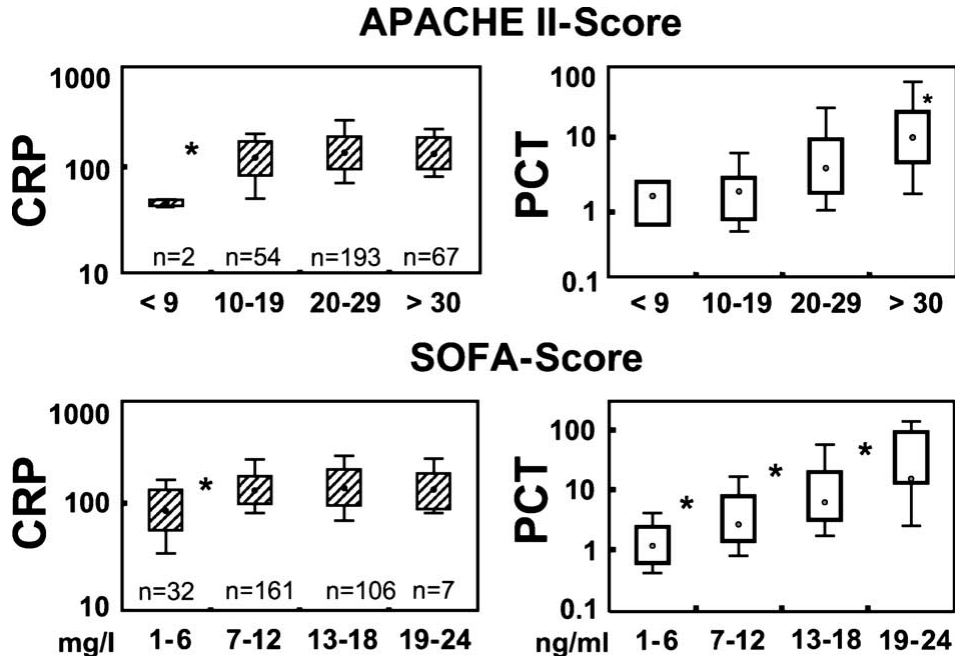 APACHE II-Score
CRP
1000
100
10
*
n=2 n=54 n=193 n=67
< 9 10-19 20-29 > 30
PCT
100
10
1
0.1
*
< 9 10-19 20-29 > 30
SOFA-Score
CRP
1000
100
10
*
n=32 n=161 n=106 n=7
mg/l 1-6 7-12 13-18 19-24
PCT
100
10
1
0.1
* * *
ng/ml 1-6 7-12 13-18 19-24